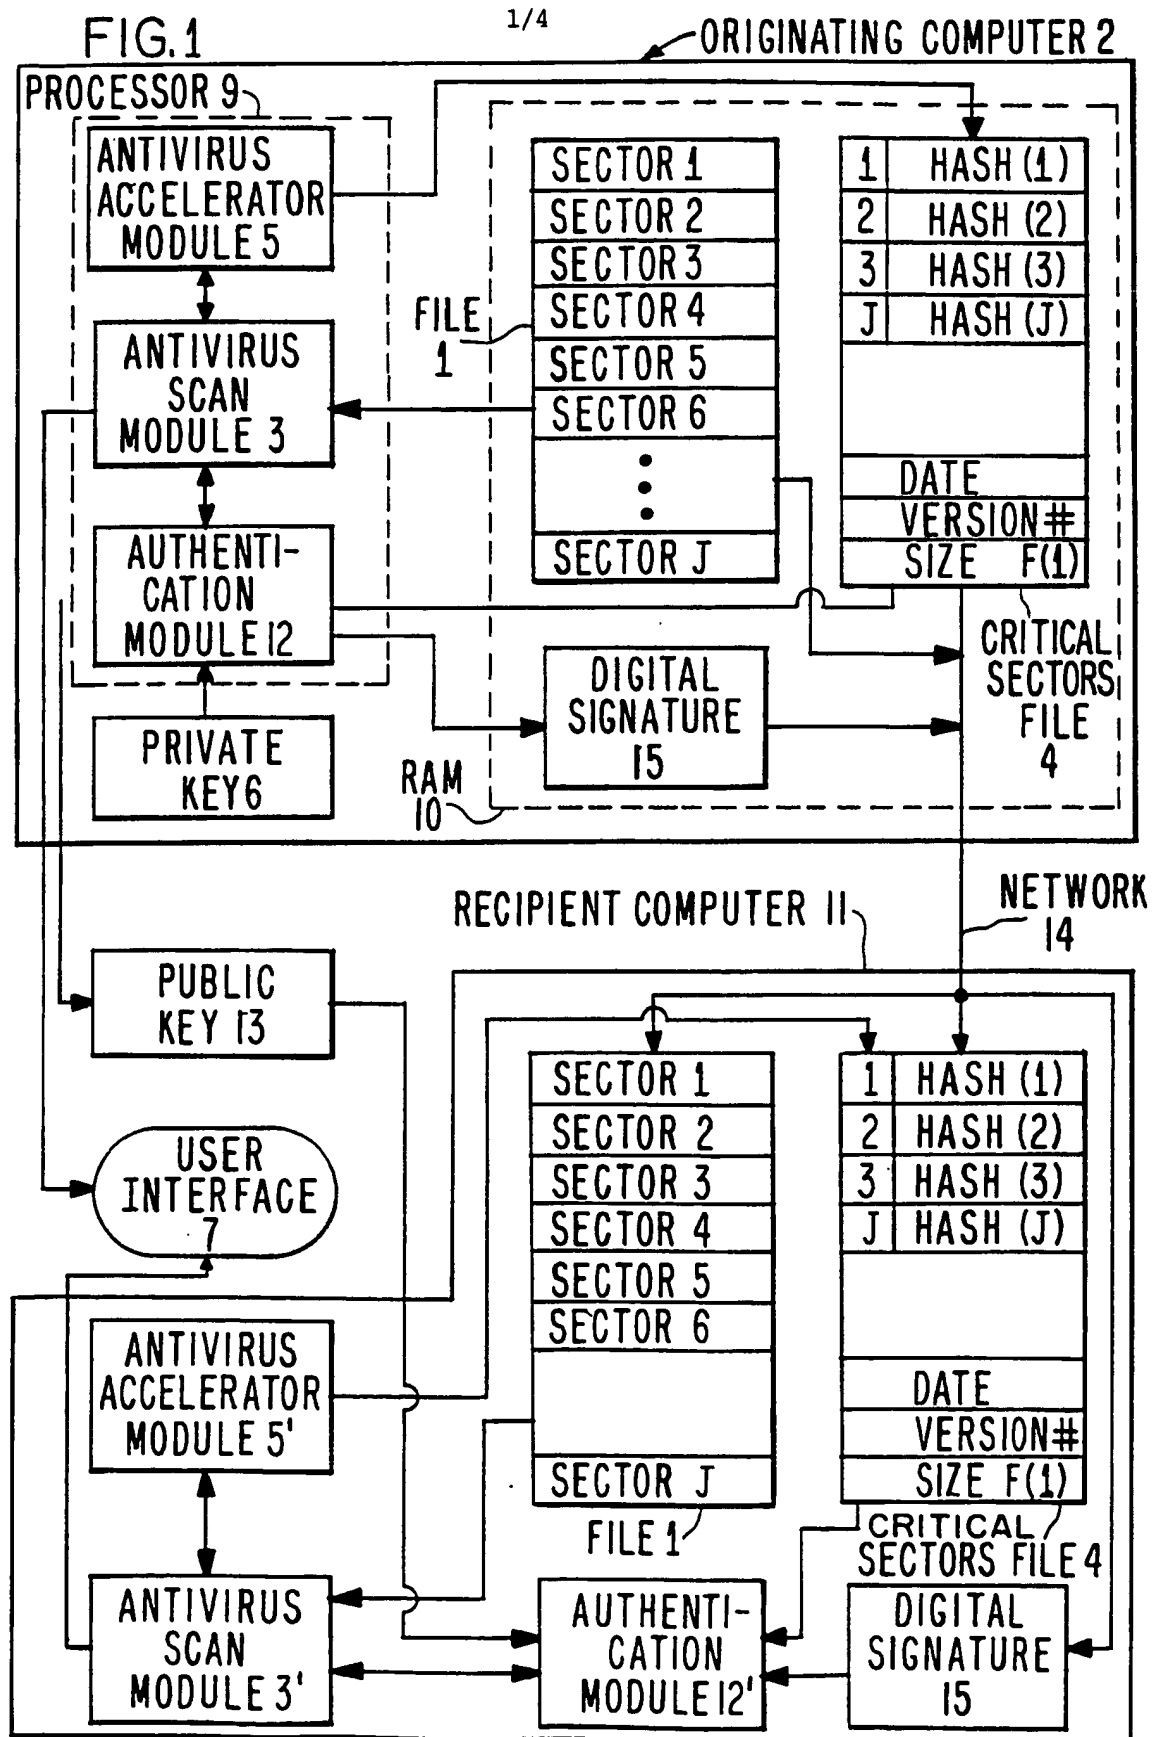 1/4
FIG.1
ORIGINATING COMPUTER 2
PROCESSOR 9
ANTIVIRUS
ACCELERATOR
MODULE 5
ANTIVIRUS
SCAN
MODULE 3
AUTHENTI-
CATION
MODULE 12
PRIVATE
KEY 6
FILE
1
SECTOR 1
SECTOR 2
SECTOR 3
SECTOR 4
SECTOR 5
SECTOR 6
SECTOR J
1 HASH (1)
2 HASH (2)
3 HASH (3)
J HASH (J)
DATE
VERSION #
SIZE F(1)
CRITICAL
SECTORS
FILE
4
DIGITAL
SIGNATURE
15
RAM
10
NETWORK
14
RECIPIENT COMPUTER 11
PUBLIC
KEY 13
USER
INTERFACE
7
SECTOR 1
SECTOR 2
SECTOR 3
SECTOR 4
SECTOR 5
SECTOR 6
SECTOR J
FILE 1
1 HASH (1)
2 HASH (2)
3 HASH (3)
J HASH (J)
DATE
VERSION #
SIZE F(1)
CRITICAL
SECTORS FILE 4
ANTIVIRUS
ACCELERATOR
MODULE 5'
ANTIVIRUS
SCAN
MODULE 3'
AUTHENTI-
CATION
MODULE 12'
DIGITAL
SIGNATURE
15